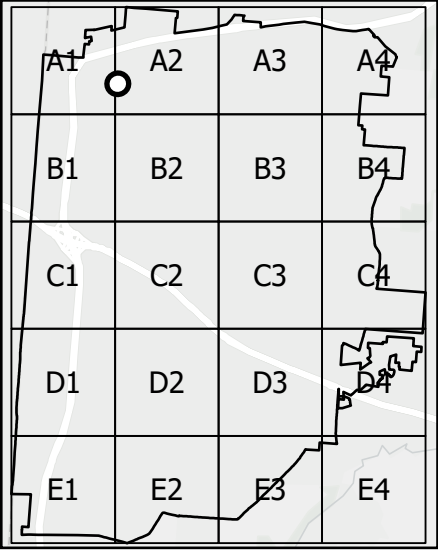 A1 A2 A3 A4
B1 B2 B3 B4
C1 C2 C3 C4
D1 D2 D3 D4
E1 E2 E3 E4